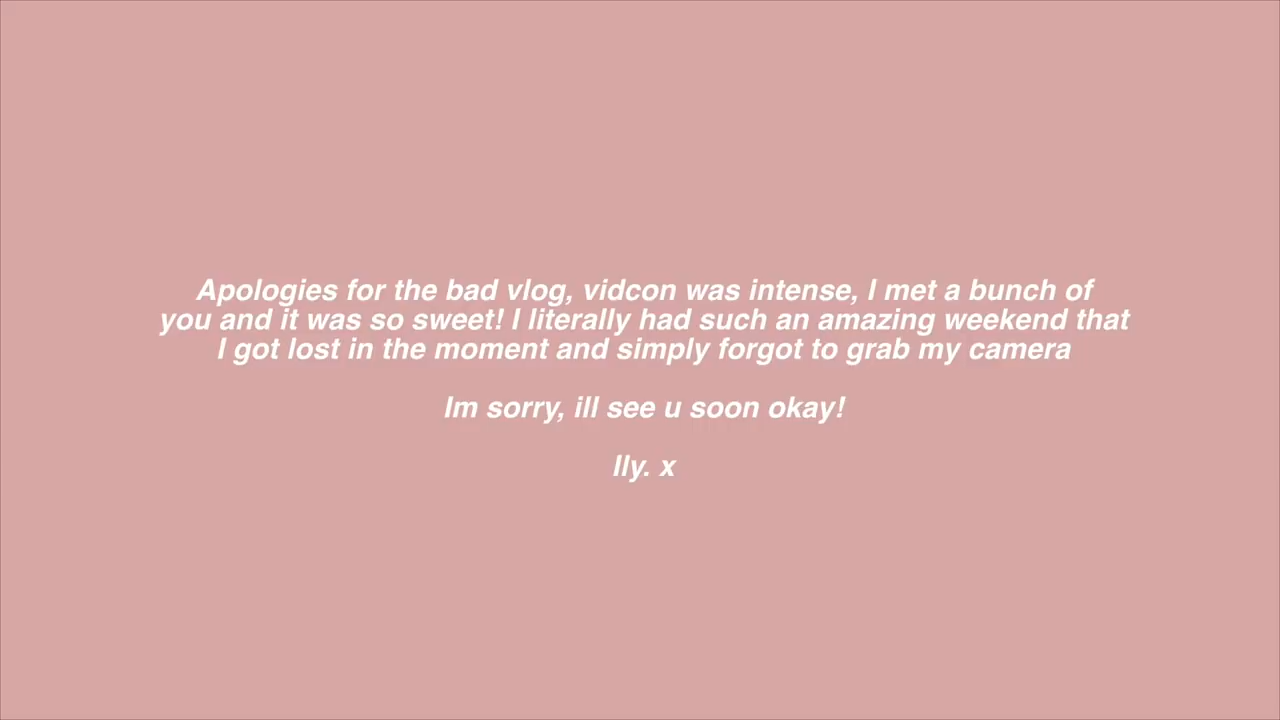 Apologies for the bad vlog, vidcon was intense, I met a bunch of
you and it was so sweet! I literally had such an amazing weekend that
I got lost in the moment and simply forgot to grab my camera
Im sorry, ill see u soon okay!
lly. x